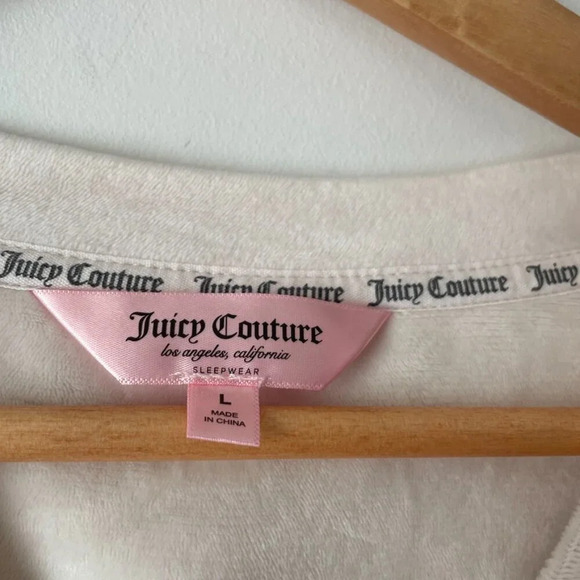 Juicy Couture Juicy Couture Juicy Couture Juicy
Juicy Couture
los angeles, california
SLEEPWEAR
L
MADE
IN CHINA